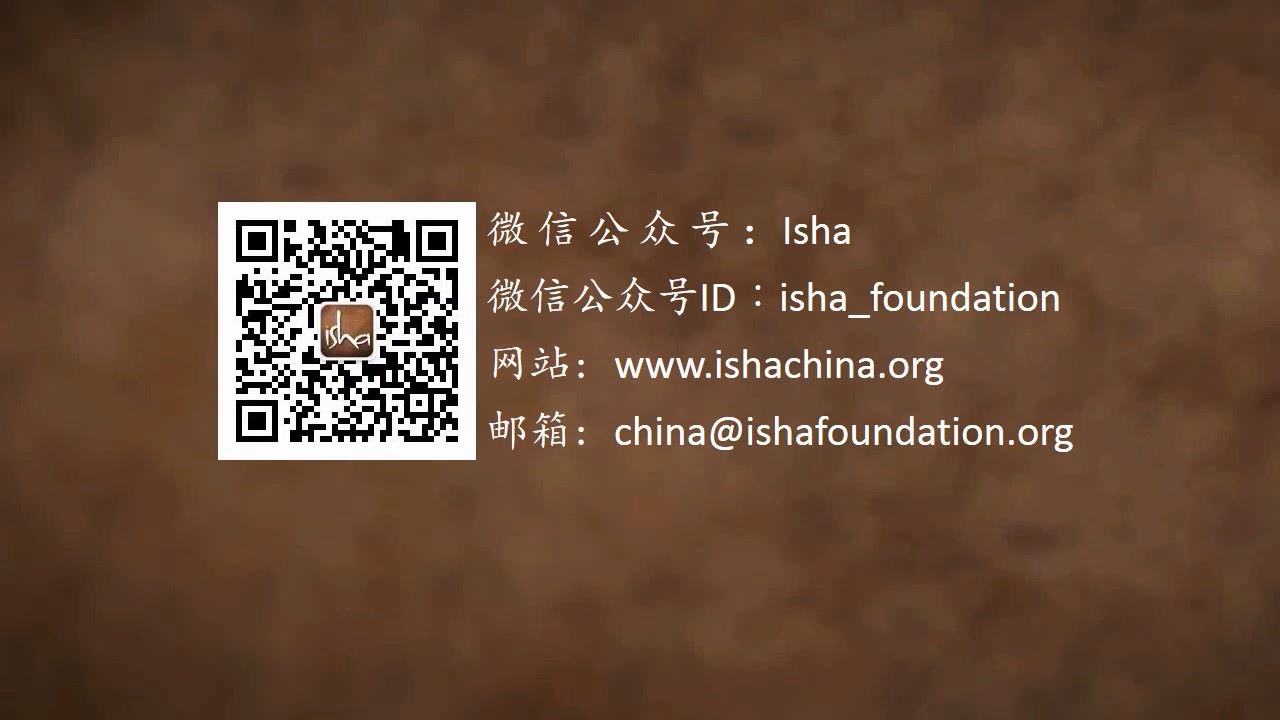 微信公众号：Isha
微信公众号ID：isha_foundation
网站：www.ishachina.org
邮箱：china@ishafoundation.org
isha